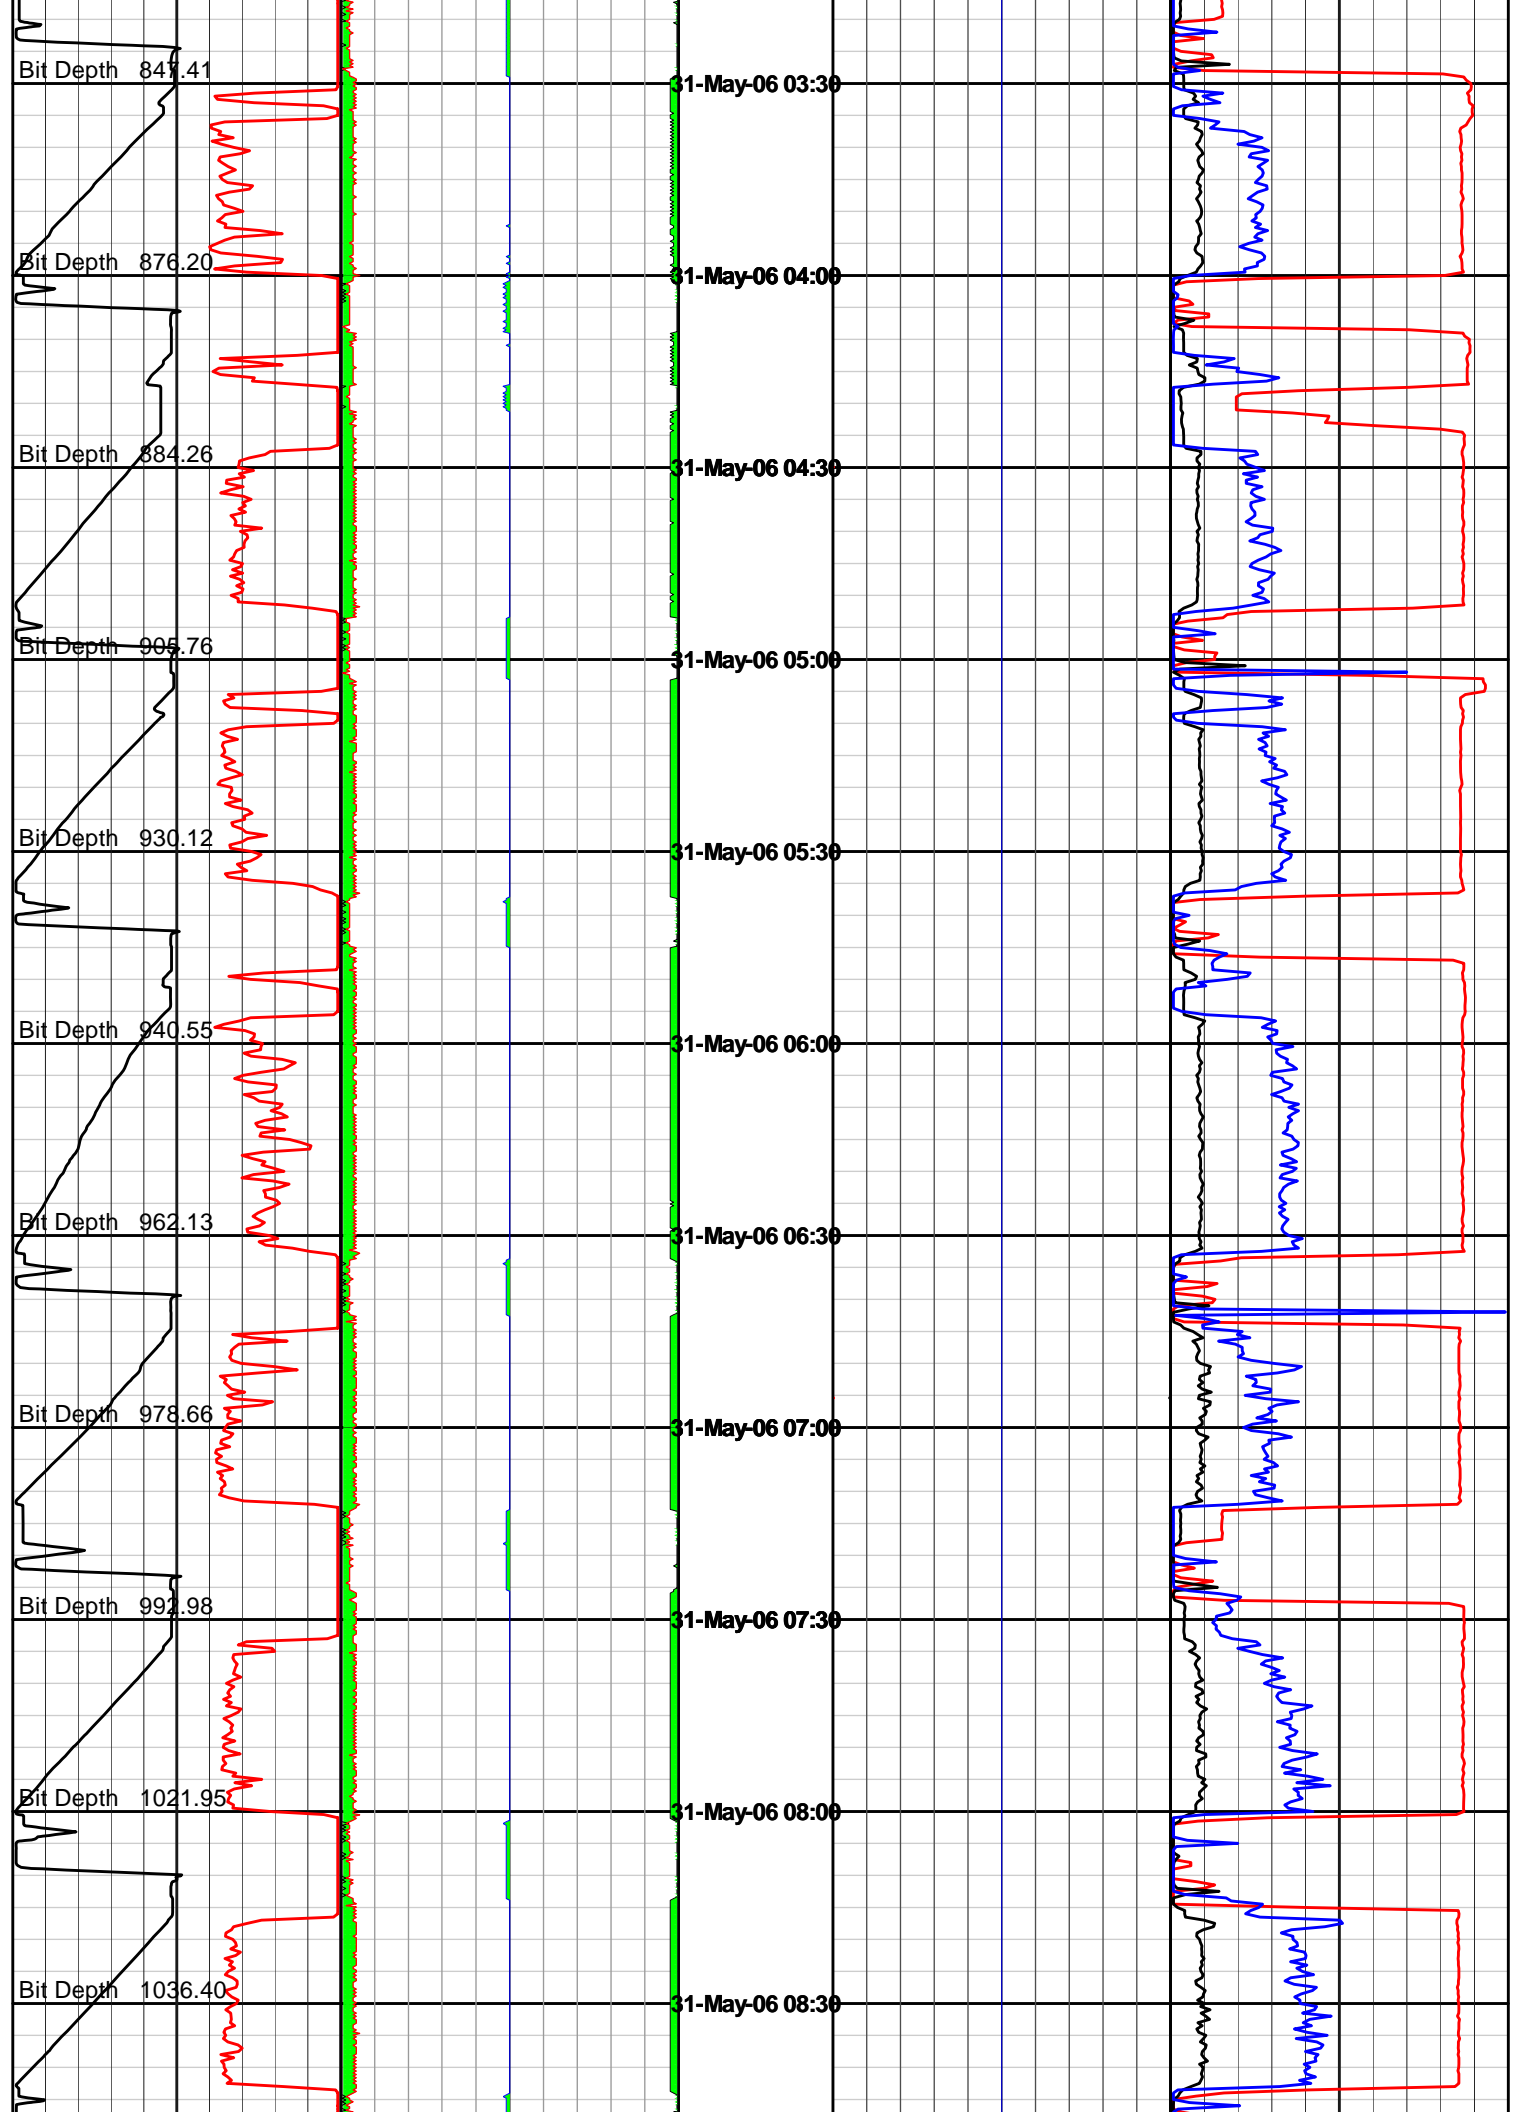 Bit Depth 847.41
31-May-06 03:30
Bit Depth 876.20
31-May-06 04:00
Bit Depth 884.26
31-May-06 04:30
Bit Depth 905.76
31-May-06 05:00
Bit Depth 930.12
31-May-06 05:30
Bit Depth 940.55
31-May-06 06:00
Bit Depth 962.13
31-May-06 06:30
Bit Depth 978.66
31-May-06 07:00
Bit Depth 992.98
31-May-06 07:30
Bit Depth 1021.95
31-May-06 08:00
Bit Depth 1036.40
31-May-06 08:30